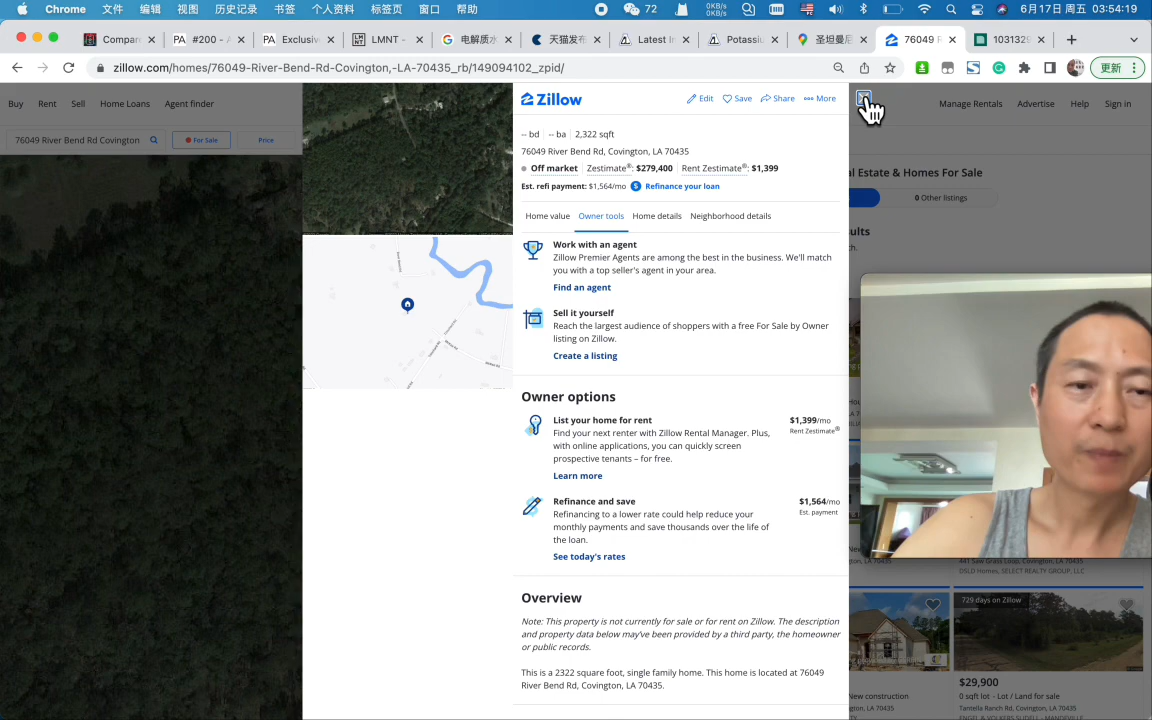 Chrome 文件 编辑 视图 历史记录 书签 个人资料 标签页 窗口 帮助 72 0KB/s 0KB/s 6月17日 周五 03:54:19
Compar PA #200 - A PA Exclusiv LMNT - 电解质水 天猫发布 Latest In Potassiu 圣坦曼尼 76049 R 1031329
zillow.com/homes/76049-River-Bend-Rd-Covington,-LA-70435_rb/149094102_zpid/ 更新
Buy Rent Sell Home Loans Agent finder
Zillow Edit Save Share More
Manage Rentals Advertise Help Sign in
76049 River Bend Rd Covington For Sale Price
-- bd -- ba 2,322 sqft
76049 River Bend Rd, Covington, LA 70435
Off market Zestimate®: $279,400 Rent Zestimate®: $1,399
Est. refi payment: $1,564/mo $ Refinance your loan
Home value Owner tools Home details Neighborhood details
Work with an agent
Zillow Premier Agents are among the best in the business. We'll match
you with a top seller's agent in your area.
Find an agent
Sell it yourself
Reach the largest audience of shoppers with a free For Sale by Owner
listing on Zillow.
Create a listing
Owner options
List your home for rent $1,399/mo
Find your next renter with Zillow Rental Manager. Plus, Rent Zestimate®
with online applications, you can quickly screen
prospective tenants – for free.
Learn more
Refinance and save $1,564/mo
Refinancing to a lower rate could help reduce your Est. payment
monthly payments and save thousands over the life of
the loan.
See today's rates
Overview
Note: This property is not currently for sale or for rent on Zillow. The description
and property data below may've been provided by a third party, the homeowner
or public records.
This is a 2322 square foot, single family home. This home is located at 76049
River Bend Rd, Covington, LA 70435.
al Estate & Homes For Sale
0 Other listings
ults
441 Saw Grass Loop, Covington, LA 70435
DSLD Homes, SELECT REALTY GROUP, LLC
729 days on Zillow
New construction
$29,900
0 sqft lot - Lot / Land for sale
Tantella Ranch Rd, Covington, LA 70435